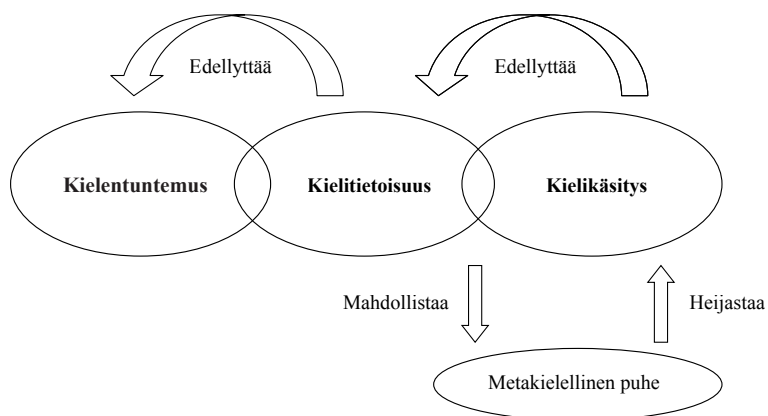 Edellyttää
Edellyttää
Kielentuntemus
Kielitietoisuus
Kielikäsitys
Mahdollistaa
Heijastaa
Metakielellinen puhe